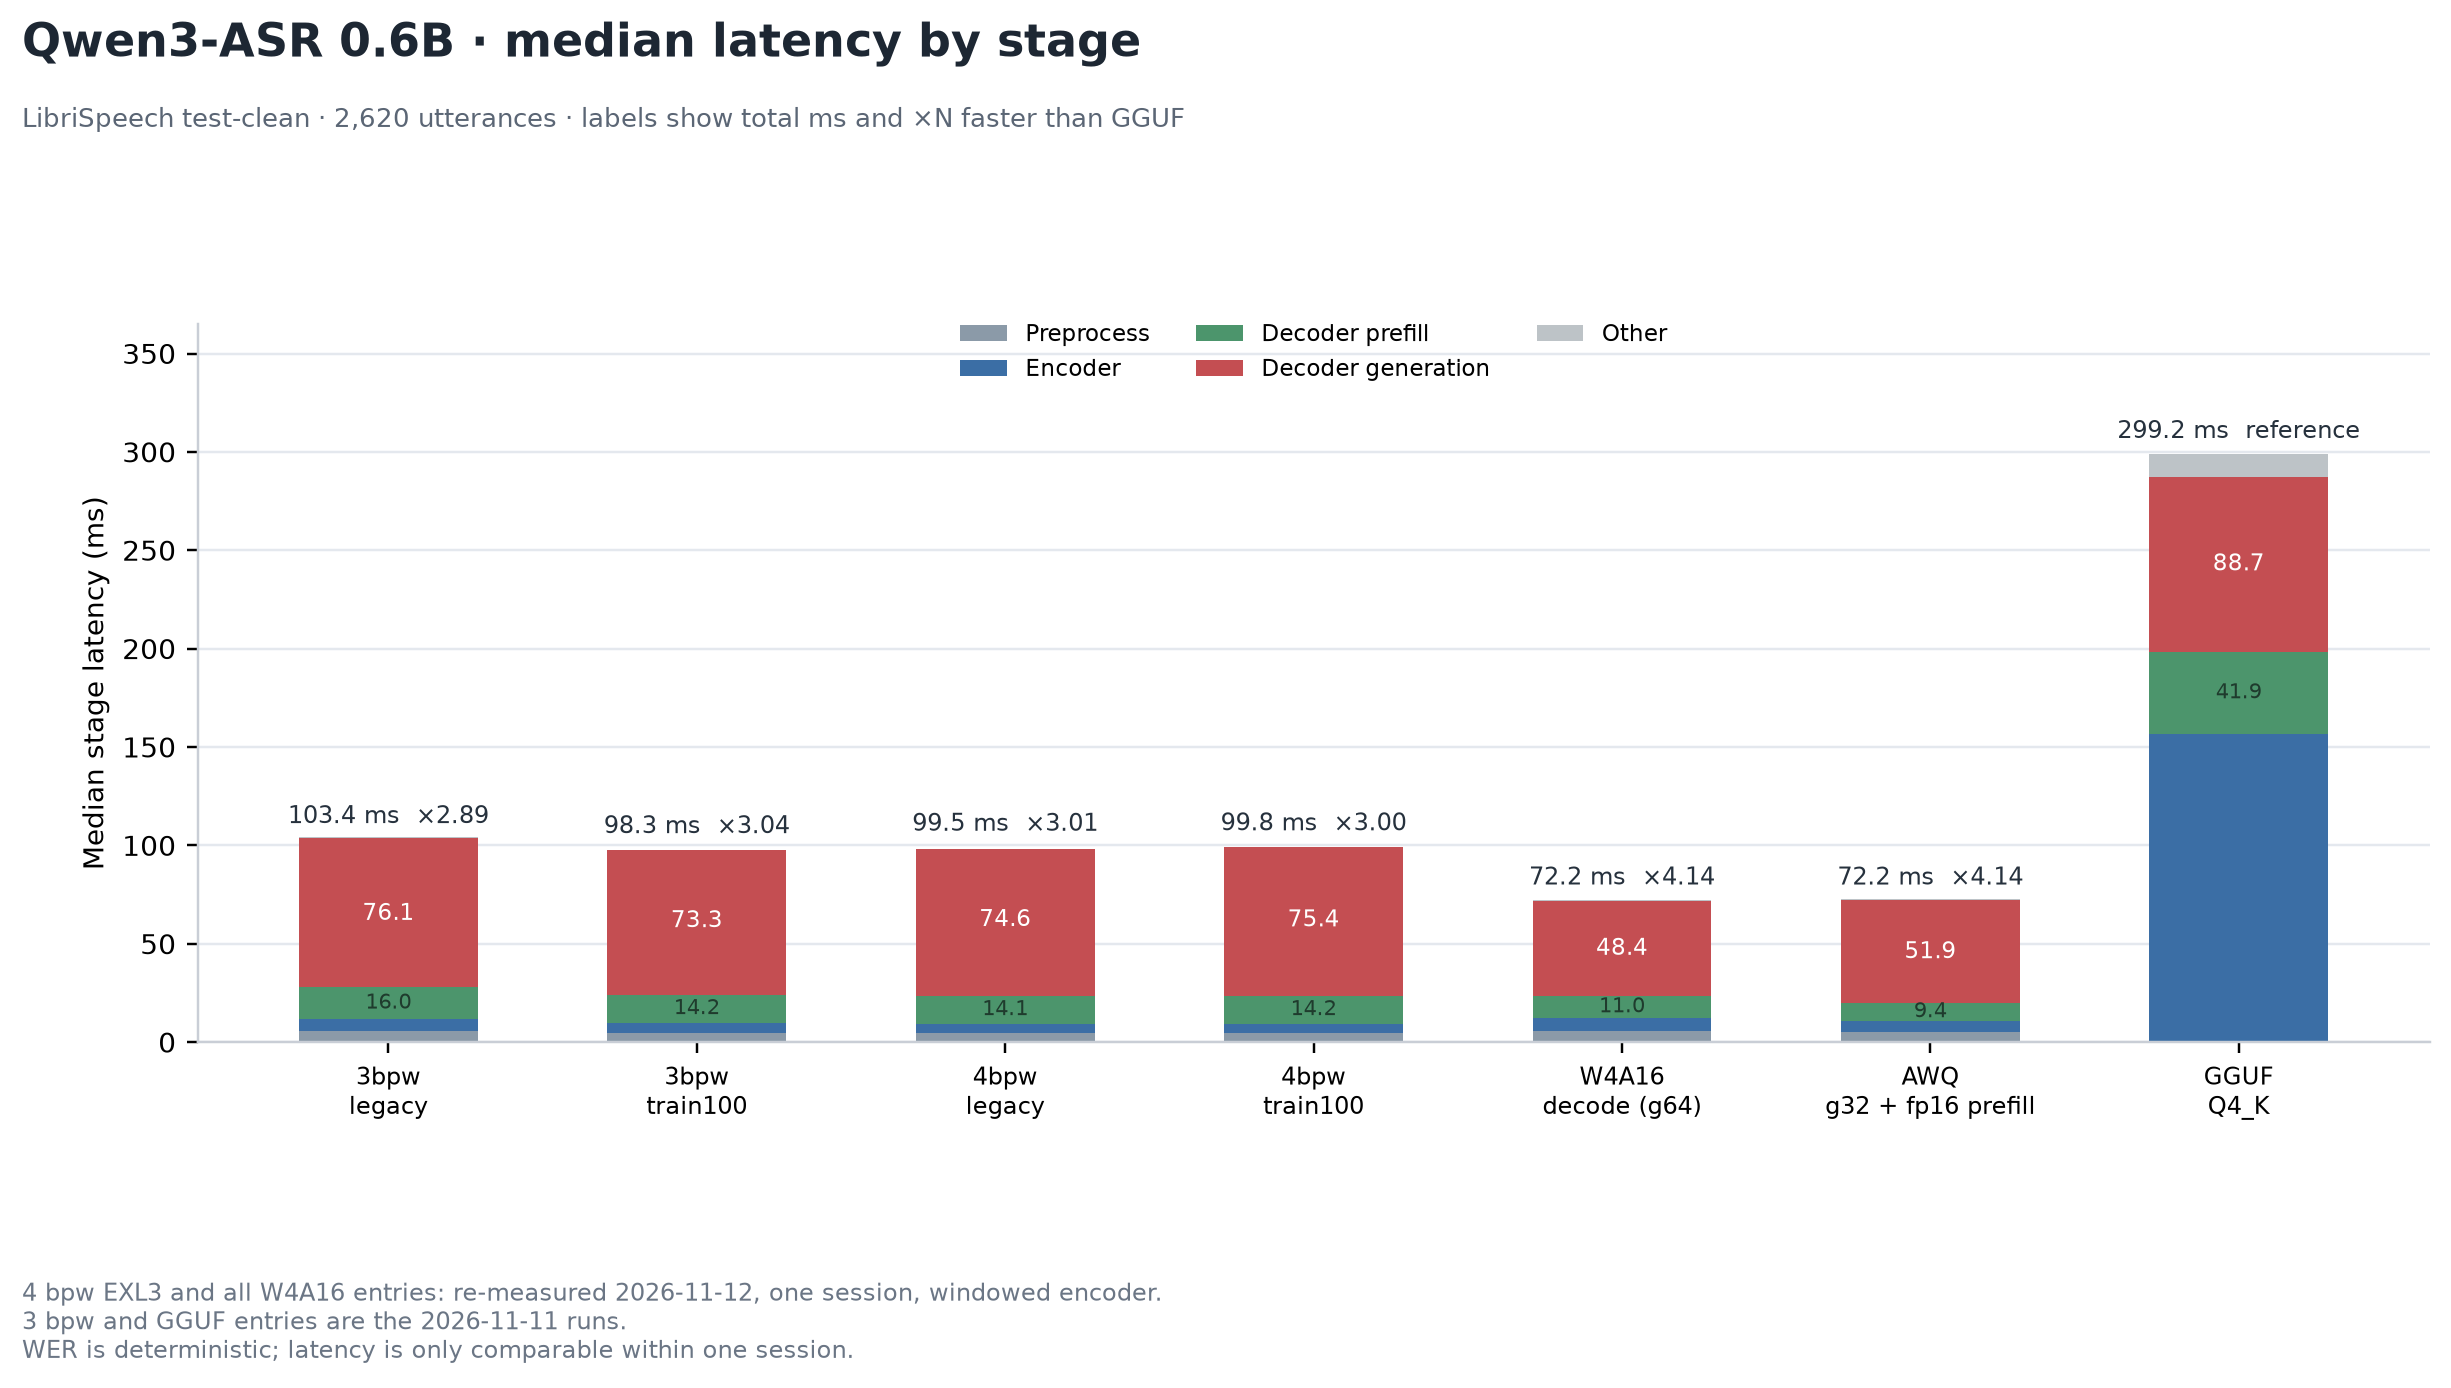 Qwen3-ASR 0.6B · median latency by stage
LibriSpeech test-clean · 2,620 utterances · labels show total ms and ×N faster than GGUF
Preprocess
Encoder
Decoder prefill
Decoder generation
Other
Median stage latency (ms)
350
300
250
200
150
100
50
0
103.4 ms ×2.89
76.1
16.0
98.3 ms ×3.04
73.3
14.2
99.5 ms ×3.01
74.6
14.1
99.8 ms ×3.00
75.4
14.2
72.2 ms ×4.14
48.4
11.0
72.2 ms ×4.14
51.9
9.4
299.2 ms reference
88.7
41.9
3bpw
legacy
3bpw
train100
4bpw
legacy
4bpw
train100
W4A16
decode (g64)
AWQ
g32 + fp16 prefill
GGUF
Q4_K
4 bpw EXL3 and all W4A16 entries: re-measured 2026-11-12, one session, windowed encoder.
3 bpw and GGUF entries are the 2026-11-11 runs.
WER is deterministic; latency is only comparable within one session.